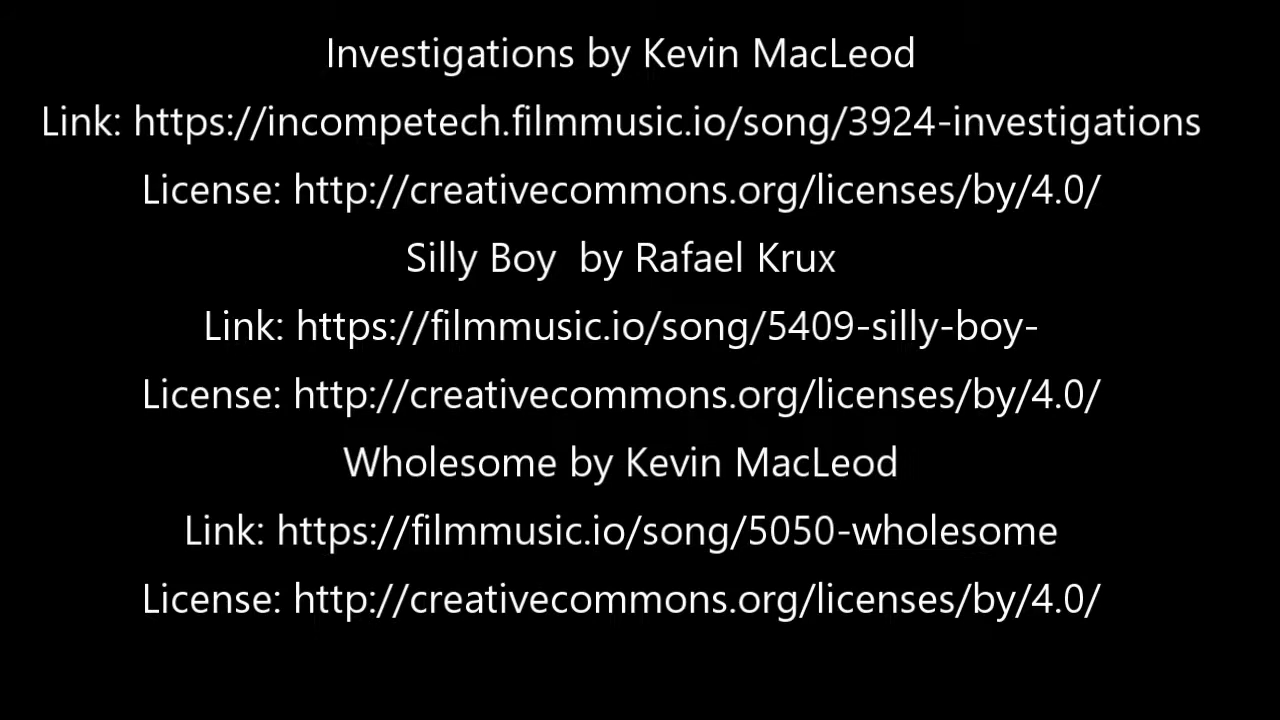 Investigations by Kevin MacLeod
Link: https://incompetech.filmmusic.io/song/3924-investigations
License: http://creativecommons.org/licenses/by/4.0/
Silly Boy  by Rafael Krux
Link: https://filmmusic.io/song/5409-silly-boy-
License: http://creativecommons.org/licenses/by/4.0/
Wholesome by Kevin MacLeod
Link: https://filmmusic.io/song/5050-wholesome
License: http://creativecommons.org/licenses/by/4.0/